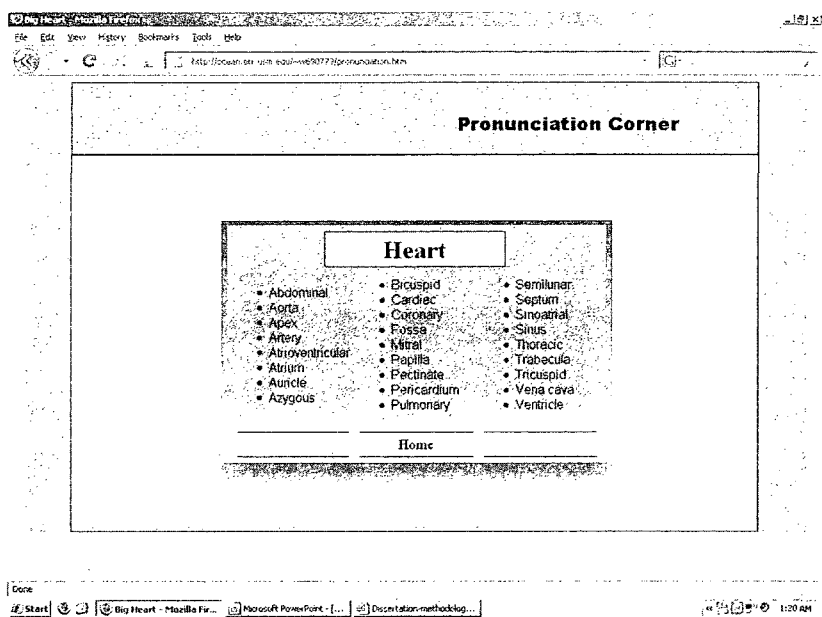 Big Heart - Mozilla Firefox
File Edit View History Bookmarks Tools Help
Pronunciation Corner
Heart
Abdominal
Aorta
Apex
Artery
Atrioventricular
Atrium
Auricle
Azygous
Bicuspid
Cardiac
Coronary
Fossa
Mitral
Papilla
Pectinate
Pericardium
Pulmonary
Semilunar
Septum
Sinoatrial
Sinus
Thoracic
Trabecula
Tricuspid
Vena cava
Ventricle
Home
Done
Start Big Heart - Mozilla Fir... Microsoft PowerPoint - [... Dissertation-methodolog... 1:20 AM